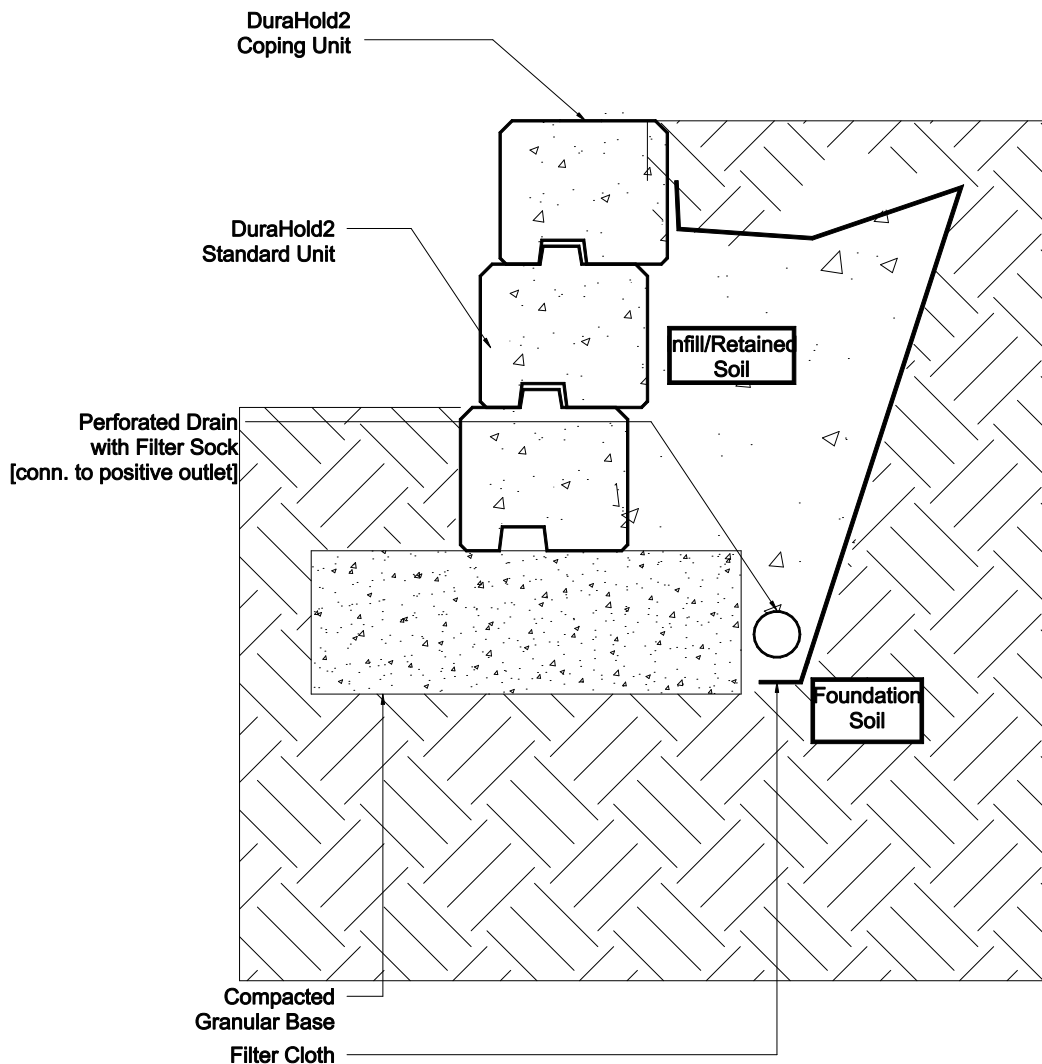 DuraHold2
Coping Unit
DuraHold2
Standard Unit
nfill/Retained
Soil
Perforated Drain
with Filter Sock
[conn. to positive outlet]
Foundation
Soil
Compacted
Granular Base
Filter Cloth